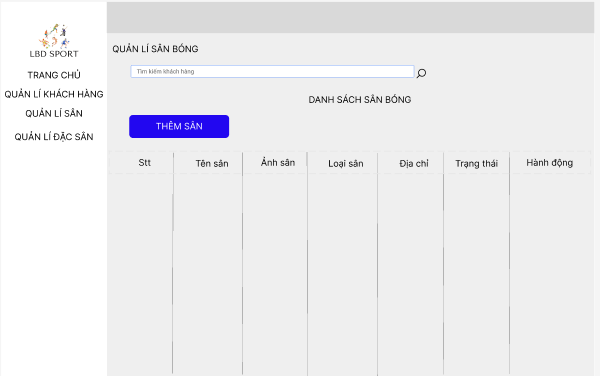 LBD SPORT
TRANG CHỦ
QUẢN LÍ KHÁCH HÀNG
QUẢN LÍ SÂN
QUẢN LÍ ĐẶC SÂN
QUẢN LÍ SÂN BÓNG
Tìm kiếm khách hàng
DANH SÁCH SÂN BÓNG
THÊM SÂN
Stt Tên sân Ảnh sân Loại sân Địa chỉ Trạng thái Hành động